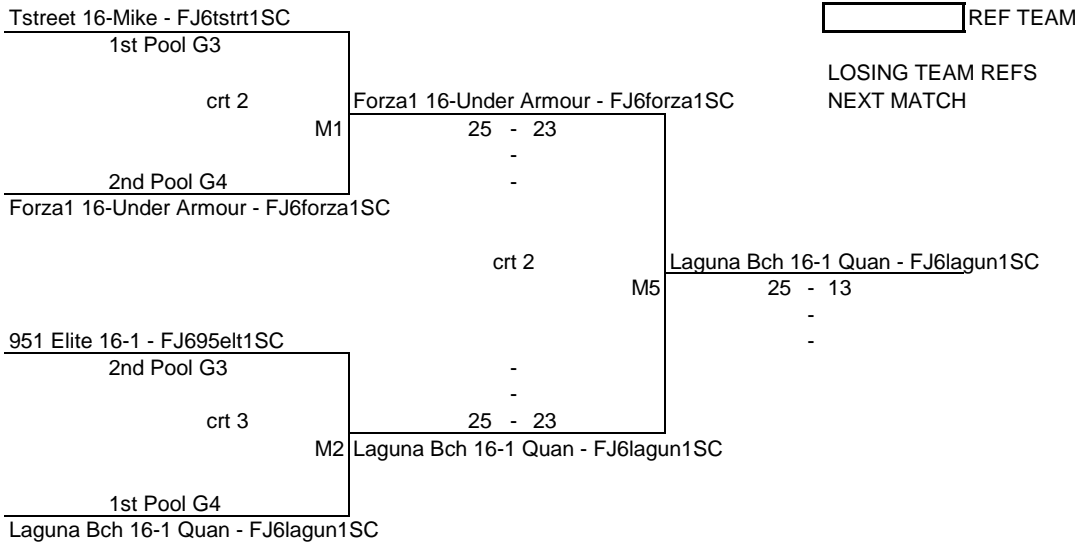 Tstreet 16-Mike - FJ6tstrt1SC
REF TEAM
1st Pool G3
LOSING TEAM REFS
crt 2
Forza1 16-Under Armour - FJ6forza1SC
NEXT MATCH
M1
25 - 23
-
2nd Pool G4
-
Forza1 16-Under Armour - FJ6forza1SC
crt 2
Laguna Bch 16-1 Quan - FJ6lagun1SC
M5
25 - 13
-
951 Elite 16-1 - FJ695elt1SC
-
2nd Pool G3
-
-
crt 3
25 - 23
M2
Laguna Bch 16-1 Quan - FJ6lagun1SC
1st Pool G4
Laguna Bch 16-1 Quan - FJ6lagun1SC